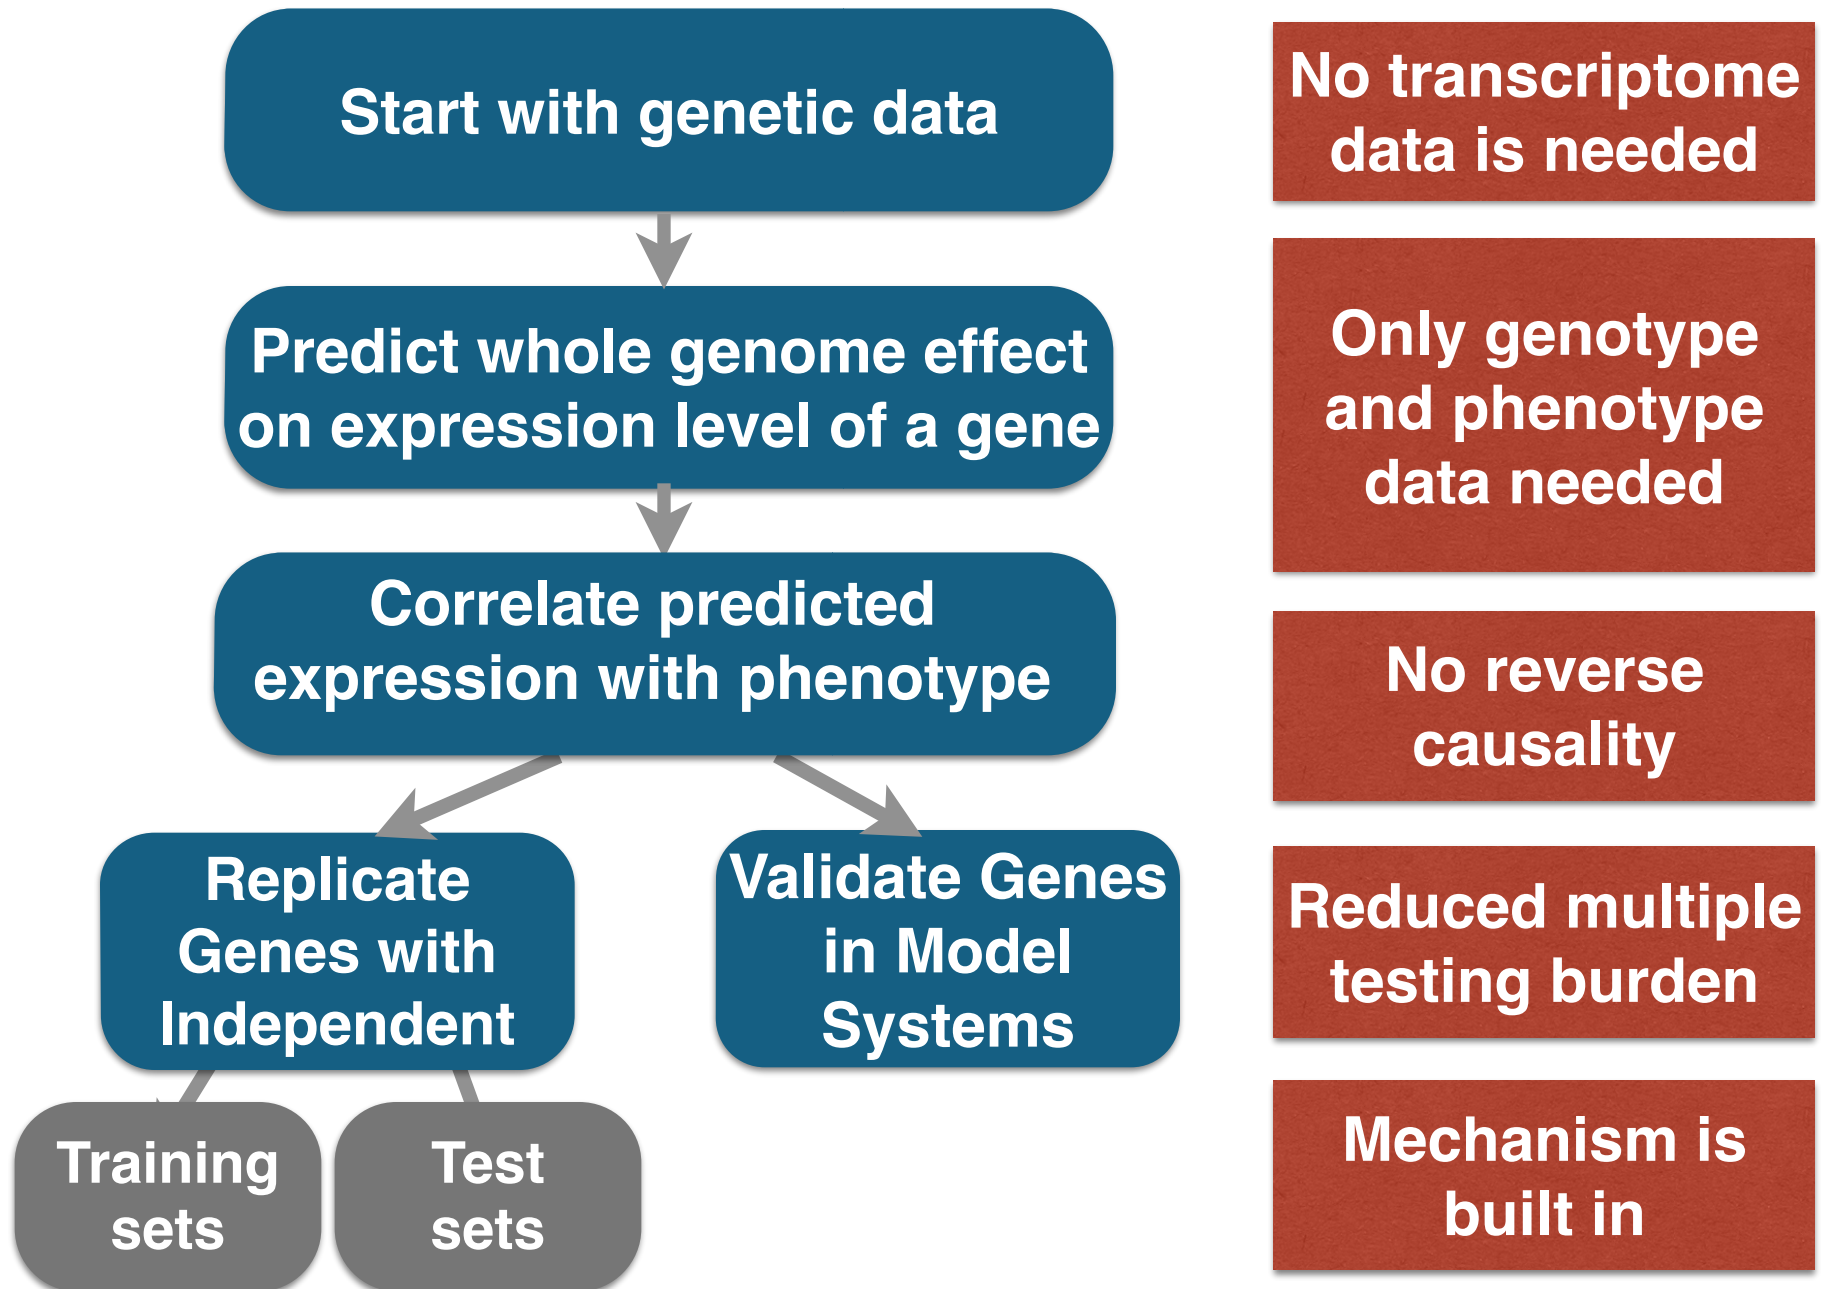 Start with genetic data
Predict whole genome effect
on expression level of a gene
Correlate predicted
expression with phenotype
Replicate
Genes with
Independent
Validate Genes
in Model
Systems
Training
sets
Test
sets
No transcriptome
data is needed
Only genotype
and phenotype
data needed
No reverse
causality
Reduced multiple
testing burden
Mechanism is
built in